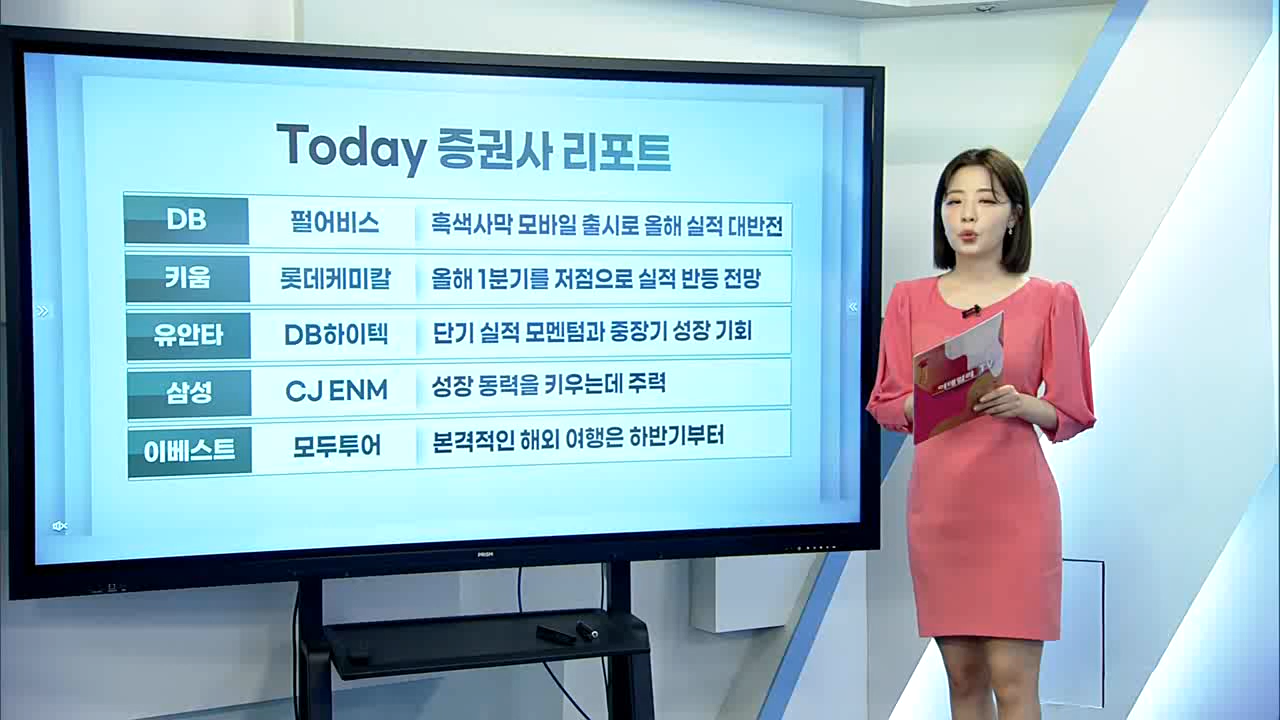 Today 증권사 리포트
DB 펄어비스 흑색사막 모바일 출시로 올해 실적 대반전
키움 롯데케미칼 올해 1분기를 저점으로 실적 반등 전망
유안타 DB하이텍 단기 실적 모멘텀과 중장기 성장 기회
삼성 CJ ENM 성장 동력을 키우는데 주력
이베스트 모두투어 본격적인 해외 여행은 하반기부터
PRISM
TV